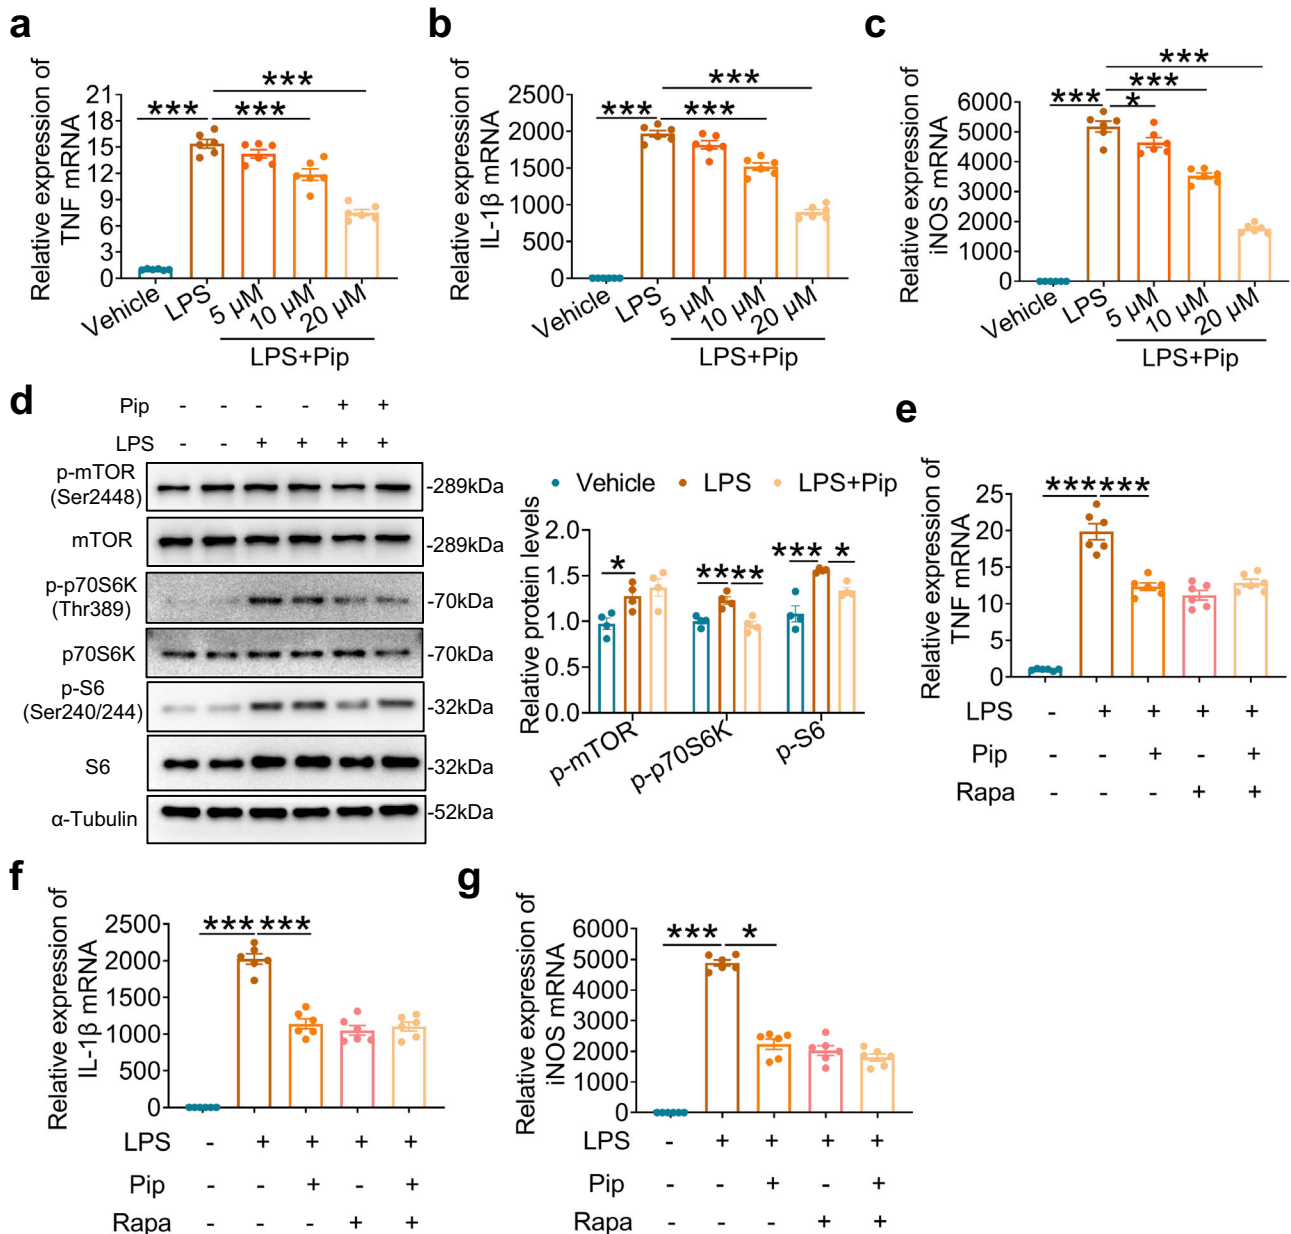 a
Relative expression of
TNF mRNA
21
18
15
12
9
6
3
0
***
***
***
Vehicle
LPS
5 μM
10 μM
20 μM
LPS+Pip
b
Relative expression of
IL-1β mRNA
2500
2000
1500
1000
500
0
***
***
***
Vehicle
LPS
5 μM
10 μM
20 μM
LPS+Pip
c
Relative expression of
iNOS mRNA
6000
5000
4000
3000
2000
1000
0
***
***
***
*
Vehicle
LPS
5 μM
10 μM
20 μM
LPS+Pip
d
Pip - - - - + +
LPS - - + + + +
p-mTOR
(Ser2448)
-289kDa
mTOR
-289kDa
p-p70S6K
(Thr389)
-70kDa
p70S6K
-70kDa
p-S6
(Ser240/244)
-32kDa
S6
-32kDa
α-Tubulin
-52kDa
Vehicle LPS LPS+Pip
Relative protein levels
2.0
1.5
1.0
0.5
0.0
*
** **
*** *
p-mTOR
p-p70S6K
p-S6
e
Relative expression of
TNF mRNA
25
20
15
10
5
0
*** ***
LPS - + + + +
Pip - - + - +
Rapa - - - + +
f
Relative expression of
IL-1β mRNA
2500
2000
1500
1000
500
0
*** ***
LPS - + + + +
Pip - - + - +
Rapa - - - + +
g
Relative expression of
iNOS mRNA
6000
5000
4000
3000
2000
1000
0
*** *
LPS - + + + +
Pip - - + - +
Rapa - - - + +